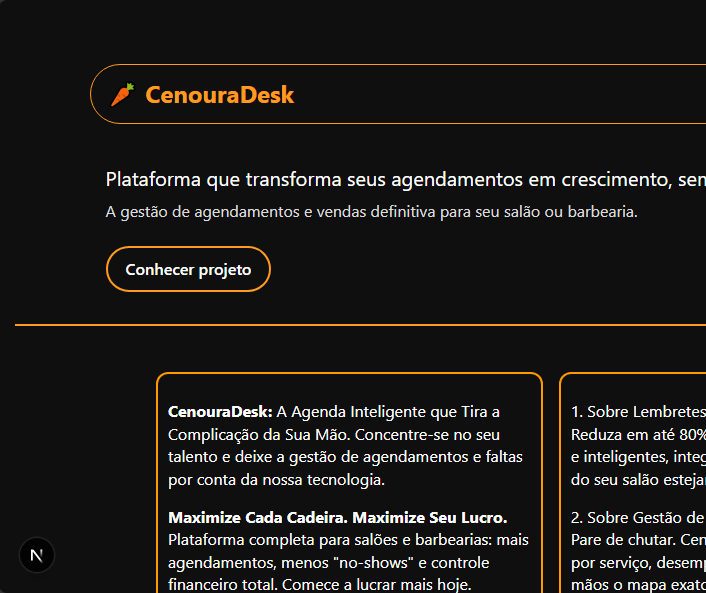 CenouraDesk
Plataforma que transforma seus agendamentos em crescimento, sem
A gestão de agendamentos e vendas definitiva para seu salão ou barbearia.
Conhecer projeto
CenouraDesk: A Agenda Inteligente que Tira a
Complicação da Sua Mão. Concentre-se no seu
talento e deixe a gestão de agendamentos e faltas
por conta da nossa tecnologia.
Maximize Cada Cadeira. Maximize Seu Lucro.
Plataforma completa para salões e barbearias: mais
agendamentos, menos "no-shows" e controle
financeiro total. Comece a lucrar mais hoje.
1. Sobre Lembretes
Reduza em até 80%
e inteligentes, integ
do seu salão esteja
2. Sobre Gestão de
Pare de chutar. Cen
por serviço, desemp
mãos o mapa exato
N